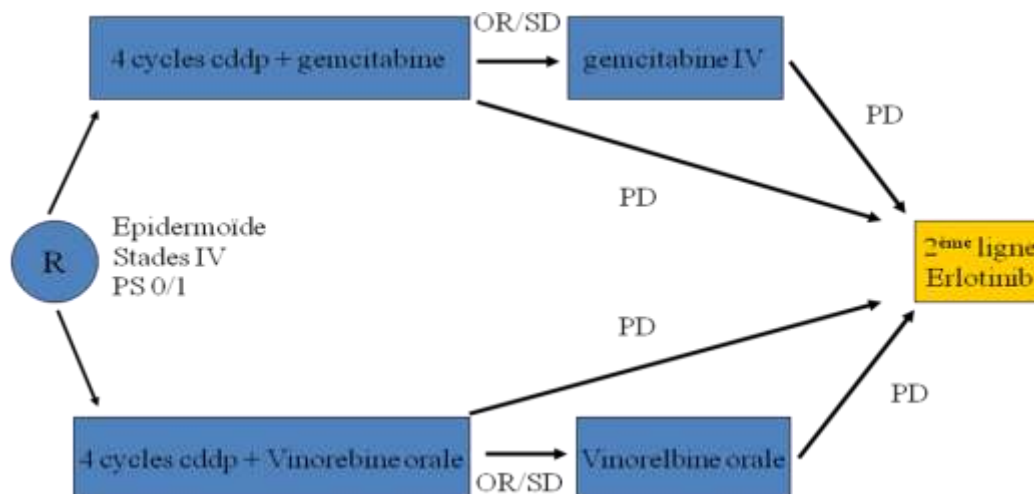 OR/SD
4 cycles cddp + gemcitabine
gemcitabine IV
PD
PD
Epidermoïde
Stades IV
PS 0/1
R
2ème ligne
Erlotinib
PD
PD
4 cycles cddp + Vinorebine orale
Vinorelbine orale
OR/SD